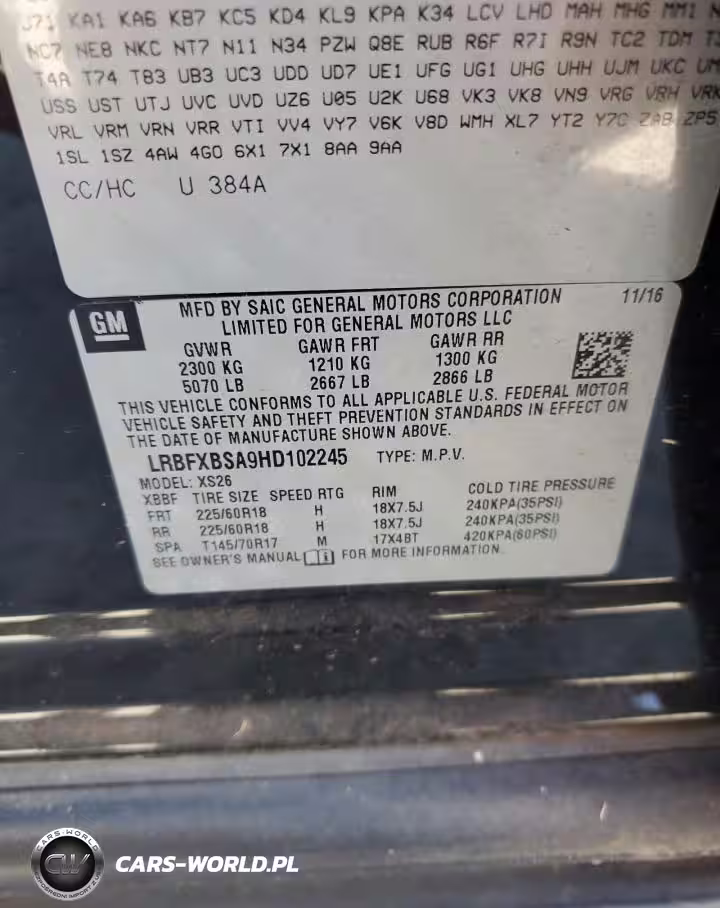 J71 KA1 KA6 KB7 KC5 KD4 KL9 KPA K34 LCV LHD MAH MHG MM1
NC7 NE8 NKC NT7 N11 N34 PZW Q8E RUB R6F R7I R9N TC2 TDM
T4A T74 T83 UB3 UC3 UDD UD7 UE1 UFG UG1 UHG UHH UJM UKC
USS UST UTJ UVC UVD UZ6 U05 U2K U68 VK3 VK8 VN9 VRG VRH VRK
VRL VRM VRN VRR VTI VV4 VY7 V6K V8D WMH XL7 YT2 Y7C ZAB ZP5
1SL 1SZ 4AW 4G0 6X1 7X1 8AA 9AA
CC/HC U 384A
GM
MFD BY SAIC GENERAL MOTORS CORPORATION 11/16
LIMITED FOR GENERAL MOTORS LLC
GVWR GAWR FRT GAWR RR
2300 KG 1210 KG 1300 KG
5070 LB 2667 LB 2866 LB
THIS VEHICLE CONFORMS TO ALL APPLICABLE U.S. FEDERAL MOTOR
VEHICLE SAFETY AND THEFT PREVENTION STANDARDS IN EFFECT ON
THE DATE OF MANUFACTURE SHOWN ABOVE.
LRBFXBSA9HD102245 TYPE: M.P.V.
MODEL: XS26
XBBF TIRE SIZE SPEED RTG RIM COLD TIRE PRESSURE
FRT 225/60R18 H 18X7.5J 240KPA(35PSI)
RR 225/60R18 H 18X7.5J 240KPA(35PSI)
SPA T145/70R17 M 17X4BT 420KPA(60PSI)
SEE OWNER'S MANUAL FOR MORE INFORMATION.
CARS-WORLD
CW
CARS-WORLD.PL